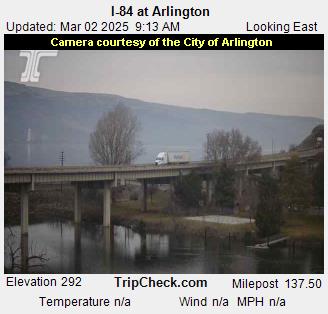 I-84 at Arlington
Updated: Mar 02 2025 9:13 AM Looking East
Camera courtesy of the City of Arlington
Elevation 292 TripCheck.com Milepost 137.50
Temperature n/a Wind n/a MPH n/a